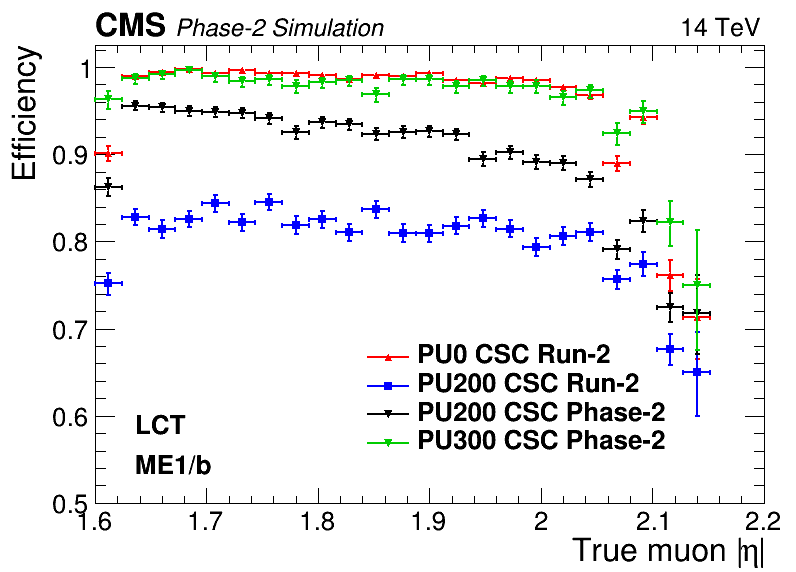 CMS Phase-2 Simulation 14 TeV
Efficiency
1
0.9
0.8
0.7
0.6
0.5
PU0 CSC Run-2
PU200 CSC Run-2
PU200 CSC Phase-2
PU300 CSC Phase-2
LCT
ME1/b
1.6 1.7 1.8 1.9 2 2.1 2.2
True muon |η|